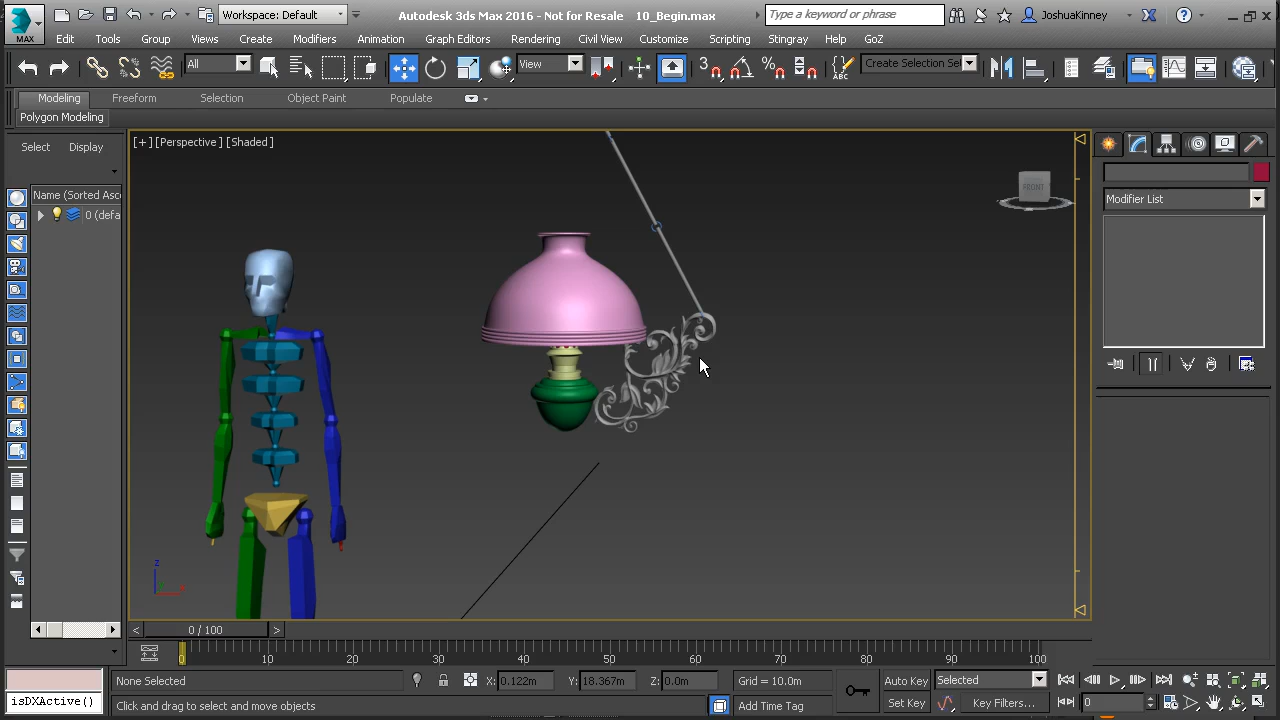 MAX
Workspace: Default
Autodesk 3ds Max 2016 - Not for Resale 10_Begin.max
Type a keyword or phrase
JoshuaKinney
Edit Tools Group Views Create Modifiers Animation Graph Editors Rendering Civil View Customize Scripting Stingray Help GoZ
All
View
3
Create Selection Se
Modeling Freeform Selection Object Paint Populate
Polygon Modeling
Select Display
[+] [Perspective] [Shaded]
Name (Sorted Asc
0 (defa
FRONT
Modifier List
z
0 / 100
0 10 20 30 40 50 60 70 80 90 100
None Selected
X: 0.122m Y: 18.367m Z: 0.0m
Grid = 10.0m
Auto Key
Selected
isDXActive()
Click and drag to select and move objects
Add Time Tag
Set Key
Key Filters...
0